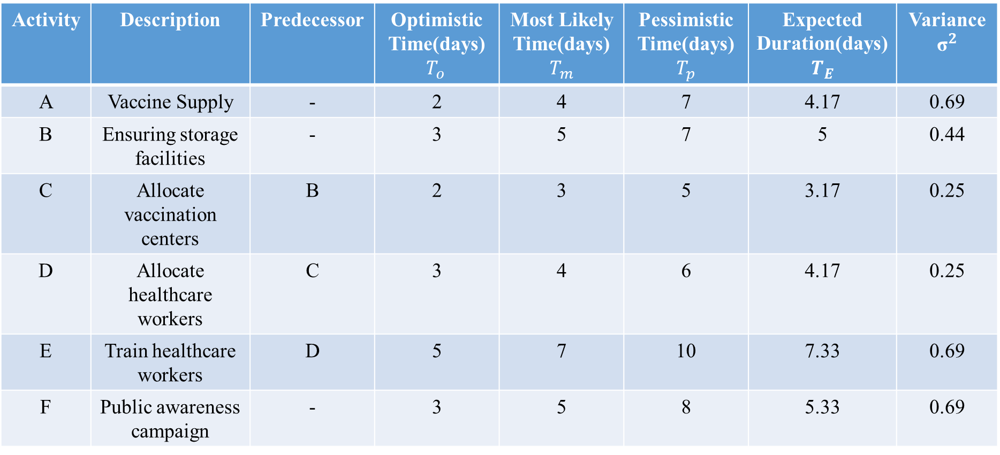 Activity Description Predecessor Optimistic Time(days) T_o Most Likely Time(days) T_m Pessimistic Time(days) T_p Expected Duration(days) T_E Variance σ²
A Vaccine Supply - 2 4 7 4.17 0.69
B Ensuring storage facilities - 3 5 7 5 0.44
C Allocate vaccination centers B 2 3 5 3.17 0.25
D Allocate healthcare workers C 3 4 6 4.17 0.25
E Train healthcare workers D 5 7 10 7.33 0.69
F Public awareness campaign - 3 5 8 5.33 0.69